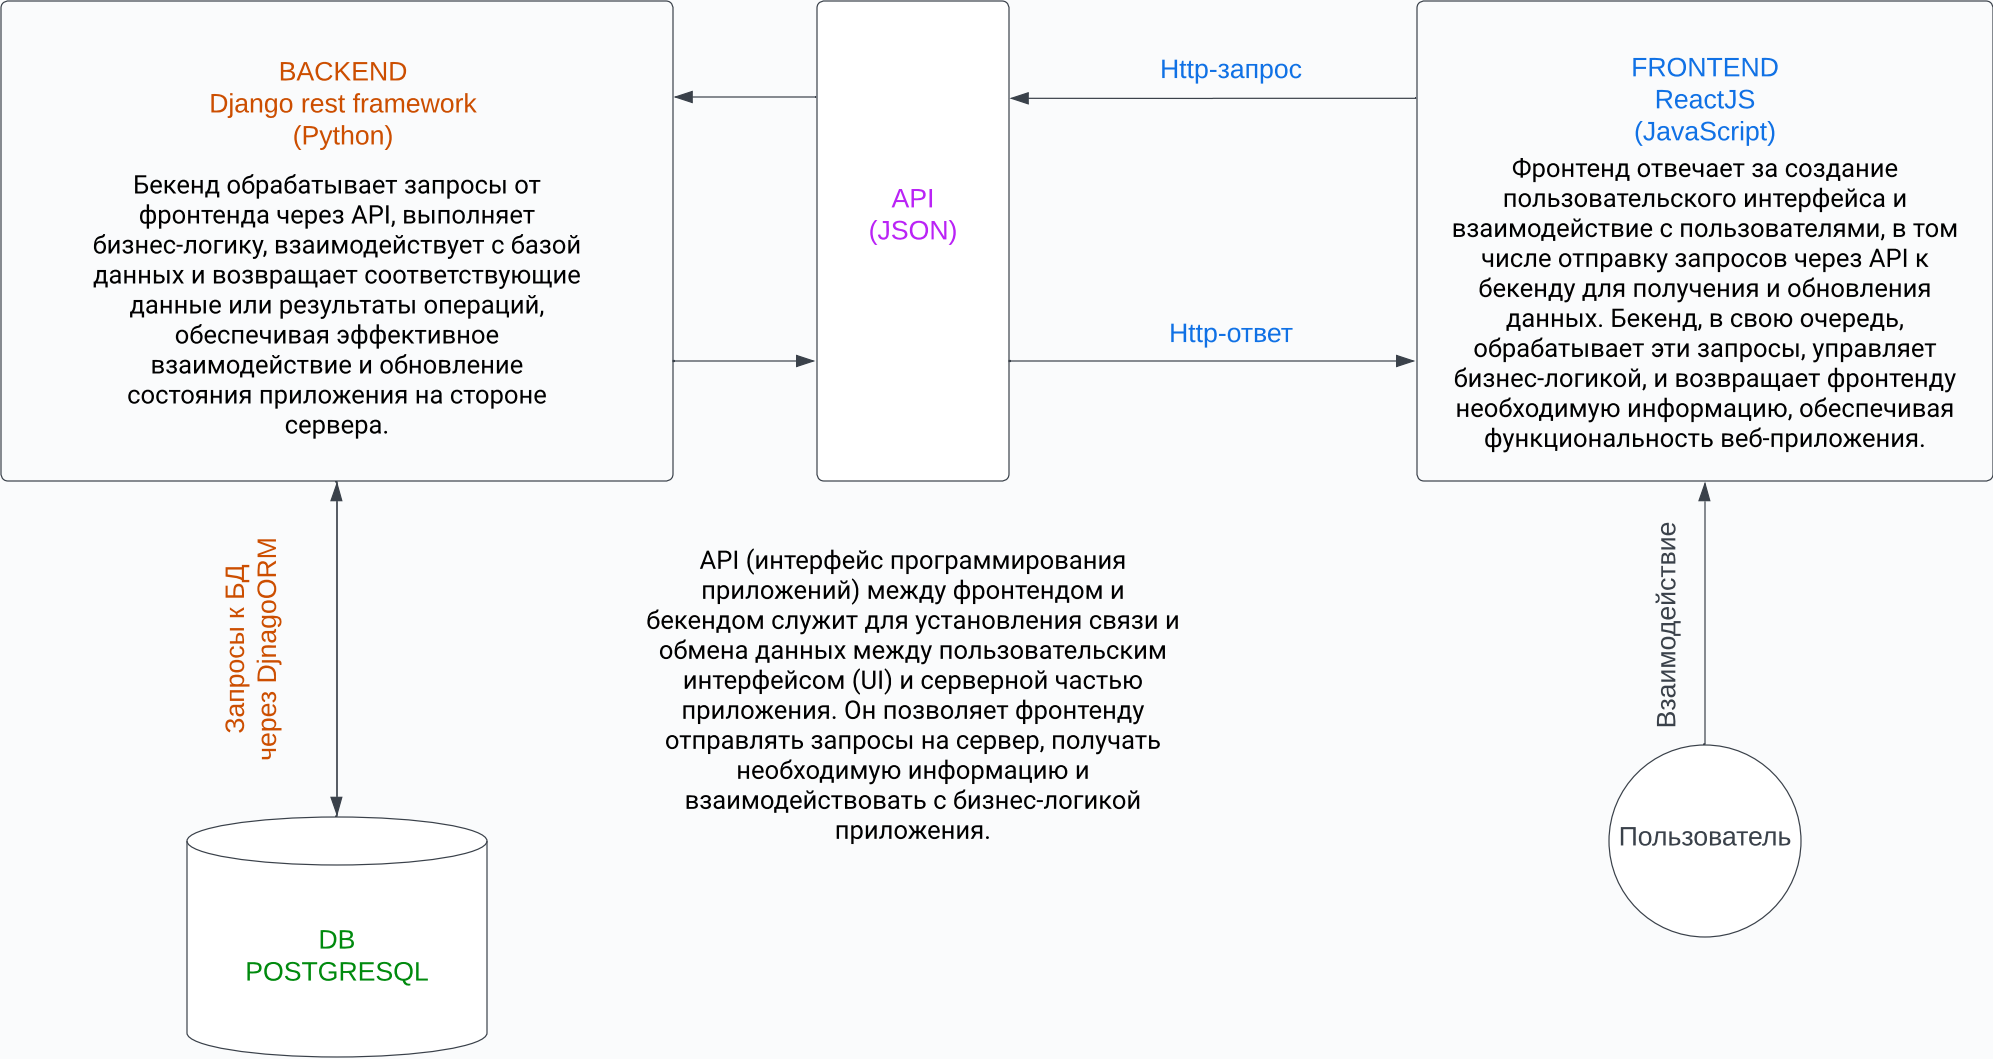 BACKEND
Django rest framework
(Python)
Бекенд обрабатывает запросы от
фронтенда через API, выполняет
бизнес-логику, взаимодействует с базой
данных и возвращает соответствующие
данные или результаты операций,
обеспечивая эффективное
взаимодействие и обновление
состояния приложения на стороне
сервера.
API
(JSON)
Http-запрос
Http-ответ
FRONTEND
ReactJS
(JavaScript)
Фронтенд отвечает за создание
пользовательского интерфейса и
взаимодействие с пользователями, в том
числе отправку запросов через API к
бекенду для получения и обновления
данных. Бекенд, в свою очередь,
обрабатывает эти запросы, управляет
бизнес-логикой, и возвращает фронтенду
необходимую информацию, обеспечивая
функциональность веб-приложения.
Запросы к БД
через DjnagoORM
API (интерфейс программирования
приложений) между фронтендом и
бекендом служит для установления связи и
обмена данных между пользовательским
интерфейсом (UI) и серверной частью
приложения. Он позволяет фронтенду
отправлять запросы на сервер, получать
необходимую информацию и
взаимодействовать с бизнес-логикой
приложения.
Взаимодействие
Пользователь
DB
POSTGRESQL